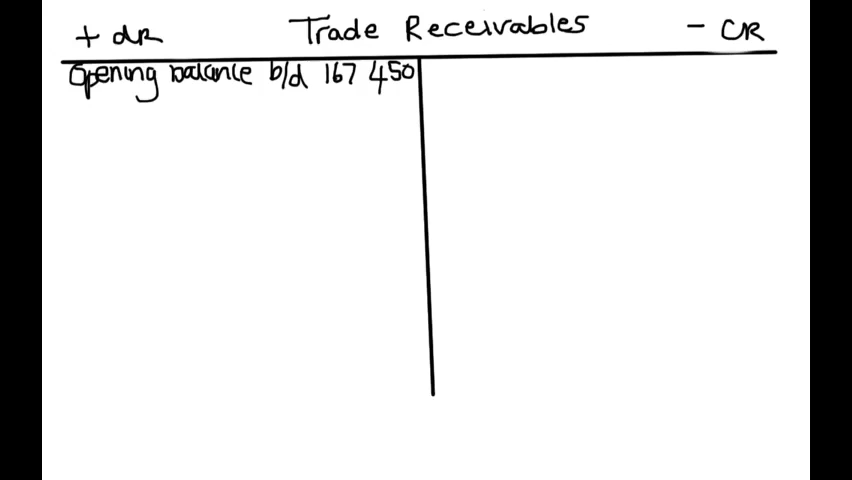 + dR Trade Receivables - CR
Opening balance b/d 167 450